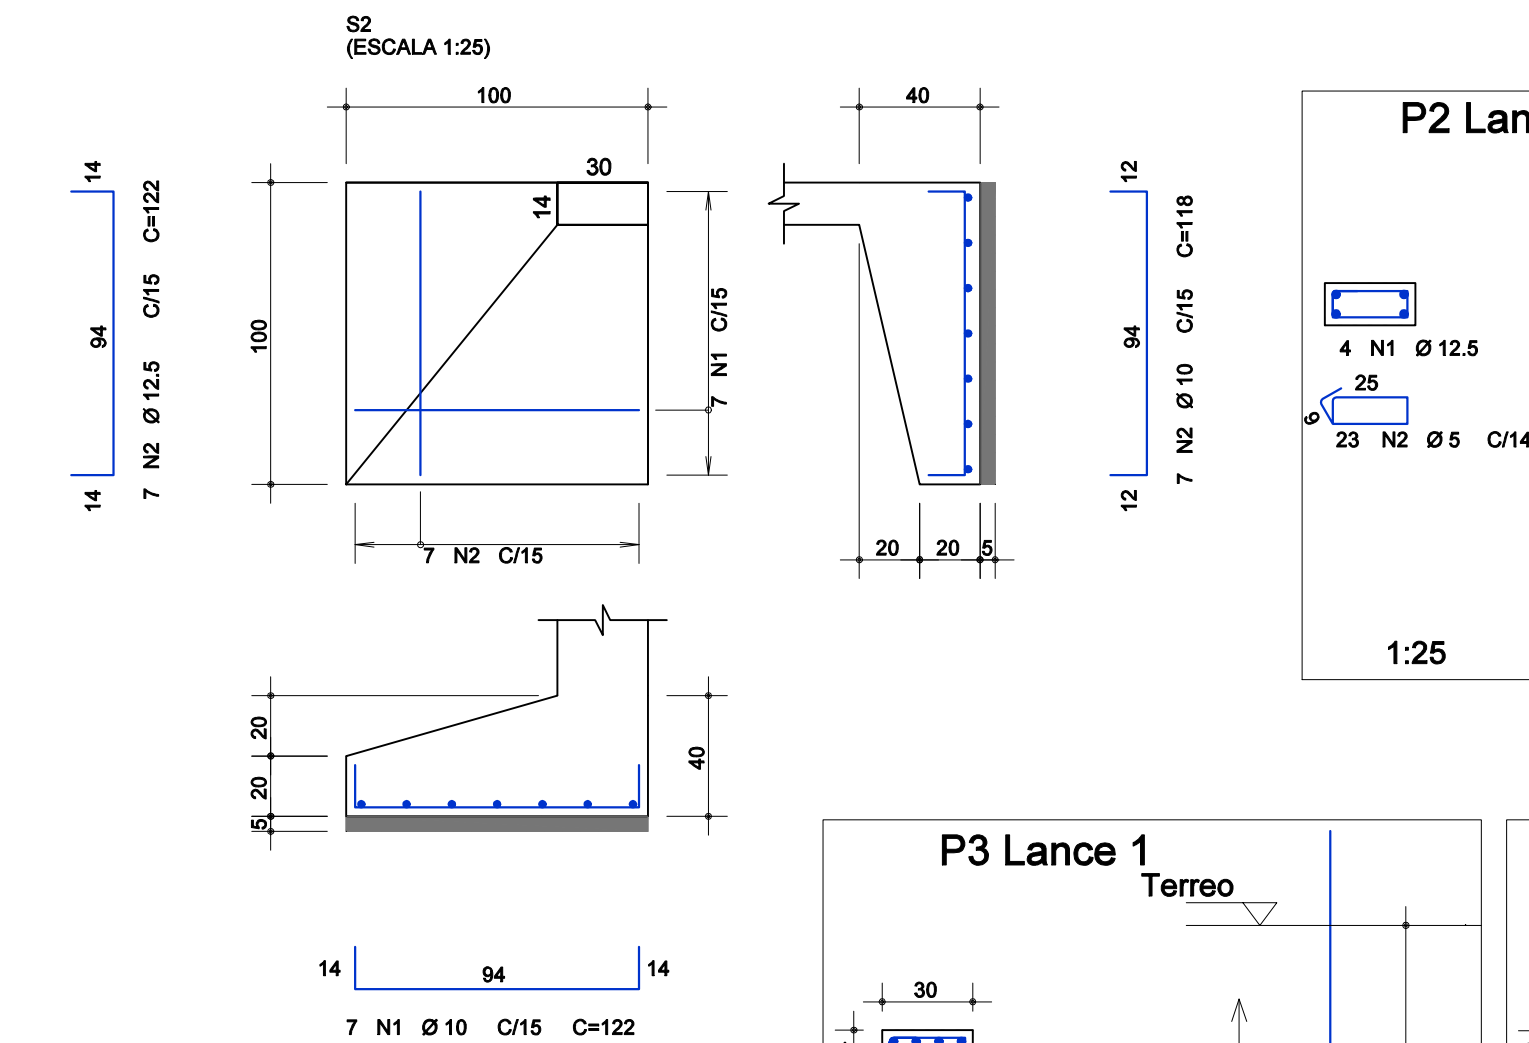 S2
(ESCALA 1:25)
100
30
14
100
7 N1 C/15
7 N2 C/15
14
94
14
7 N2 Ø 12.5 C/15 C=122
40
20 20 5
12
94
12
7 N2 Ø 10 C/15 C=118
P2 Lan
4 N1 Ø 12.5
25
6
23 N2 Ø 5 C/14
1:25
20
20
5
40
14 94 14
7 N1 Ø 10 C/15 C=122
P3 Lance 1
Terreo
30